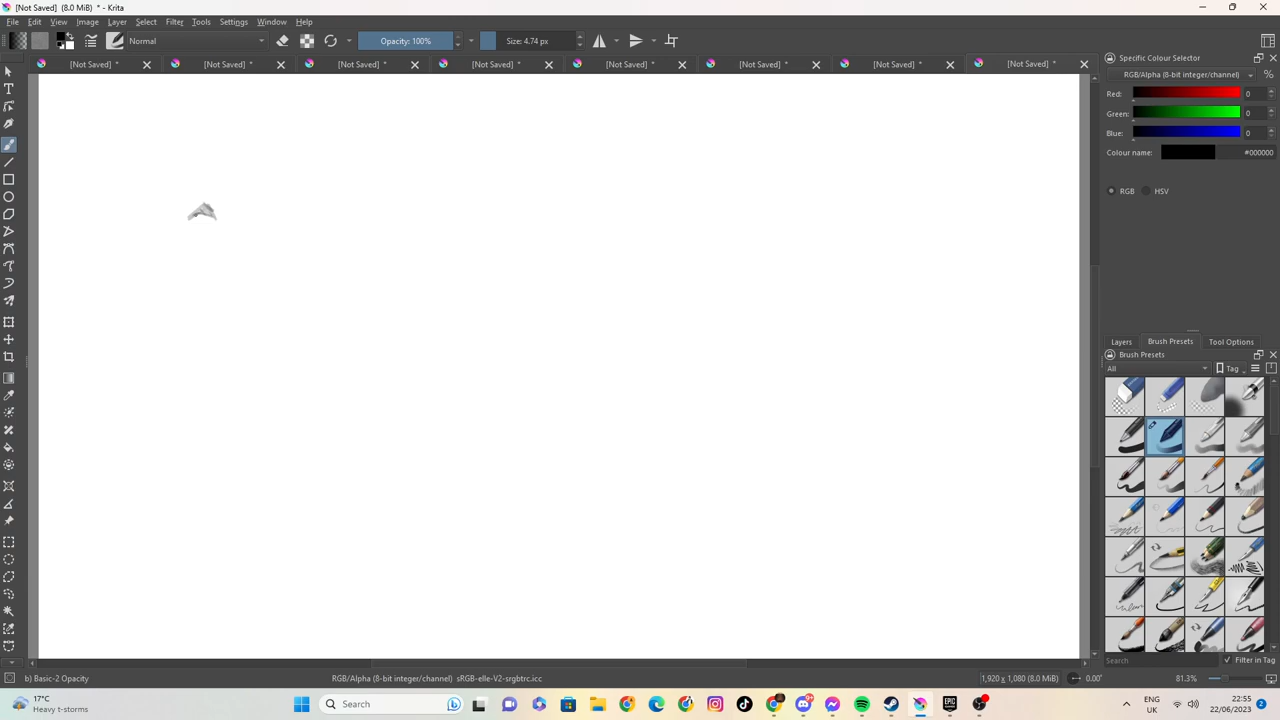 [Not Saved] (8.0 MiB) * - Krita
File Edit View Image Layer Select Filter Tools Settings Window Help
Normal Opacity: 100% Size: 4.74 px
[Not Saved] * [Not Saved] * [Not Saved] * [Not Saved] * [Not Saved] * [Not Saved] * [Not Saved] * [Not Saved] *
Specific Colour Selector
RGB/Alpha (8-bit integer/channel) %
Red: 0
Green: 0
Blue: 0
Colour name: #000000
RGB HSV
Layers Brush Presets Tool Options
Brush Presets
All Tag
Search Filter in Tag
b) Basic-2 Opacity RGB/Alpha (8-bit integer/channel) sRGB-elle-V2-srgbtrc.icc 1,920 x 1,080 (8.0 MiB) 0.00° 81.3%
17°C
Heavy t-storms
Search
ENG
UK
22:55
22/06/2023
2